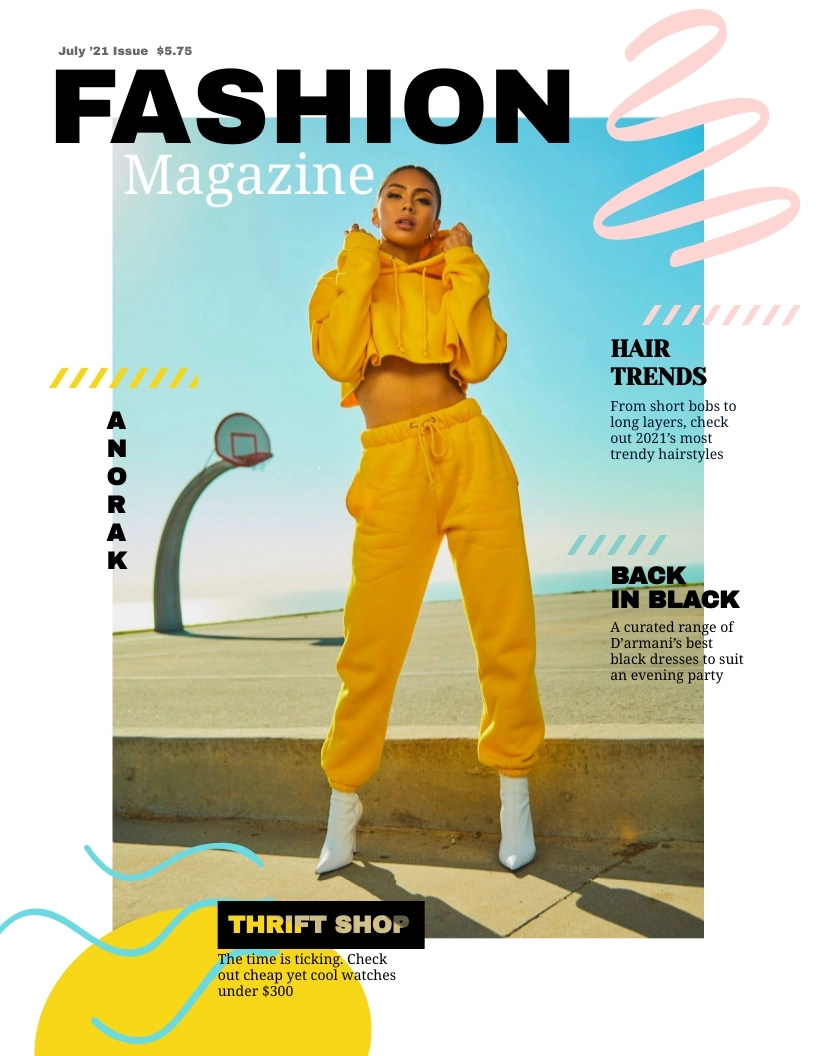 July ’21 Issue $5.75
FASHION
Magazine
HAIR
TRENDS
From short bobs to
long layers, check
out 2021’s most
trendy hairstyles
A
N
O
R
A
K
BACK
IN BLACK
A curated range of
D’armani’s best
black dresses to suit
an evening party
THRIFT SHOP
The time is ticking. Check
out cheap yet cool watches
under $300